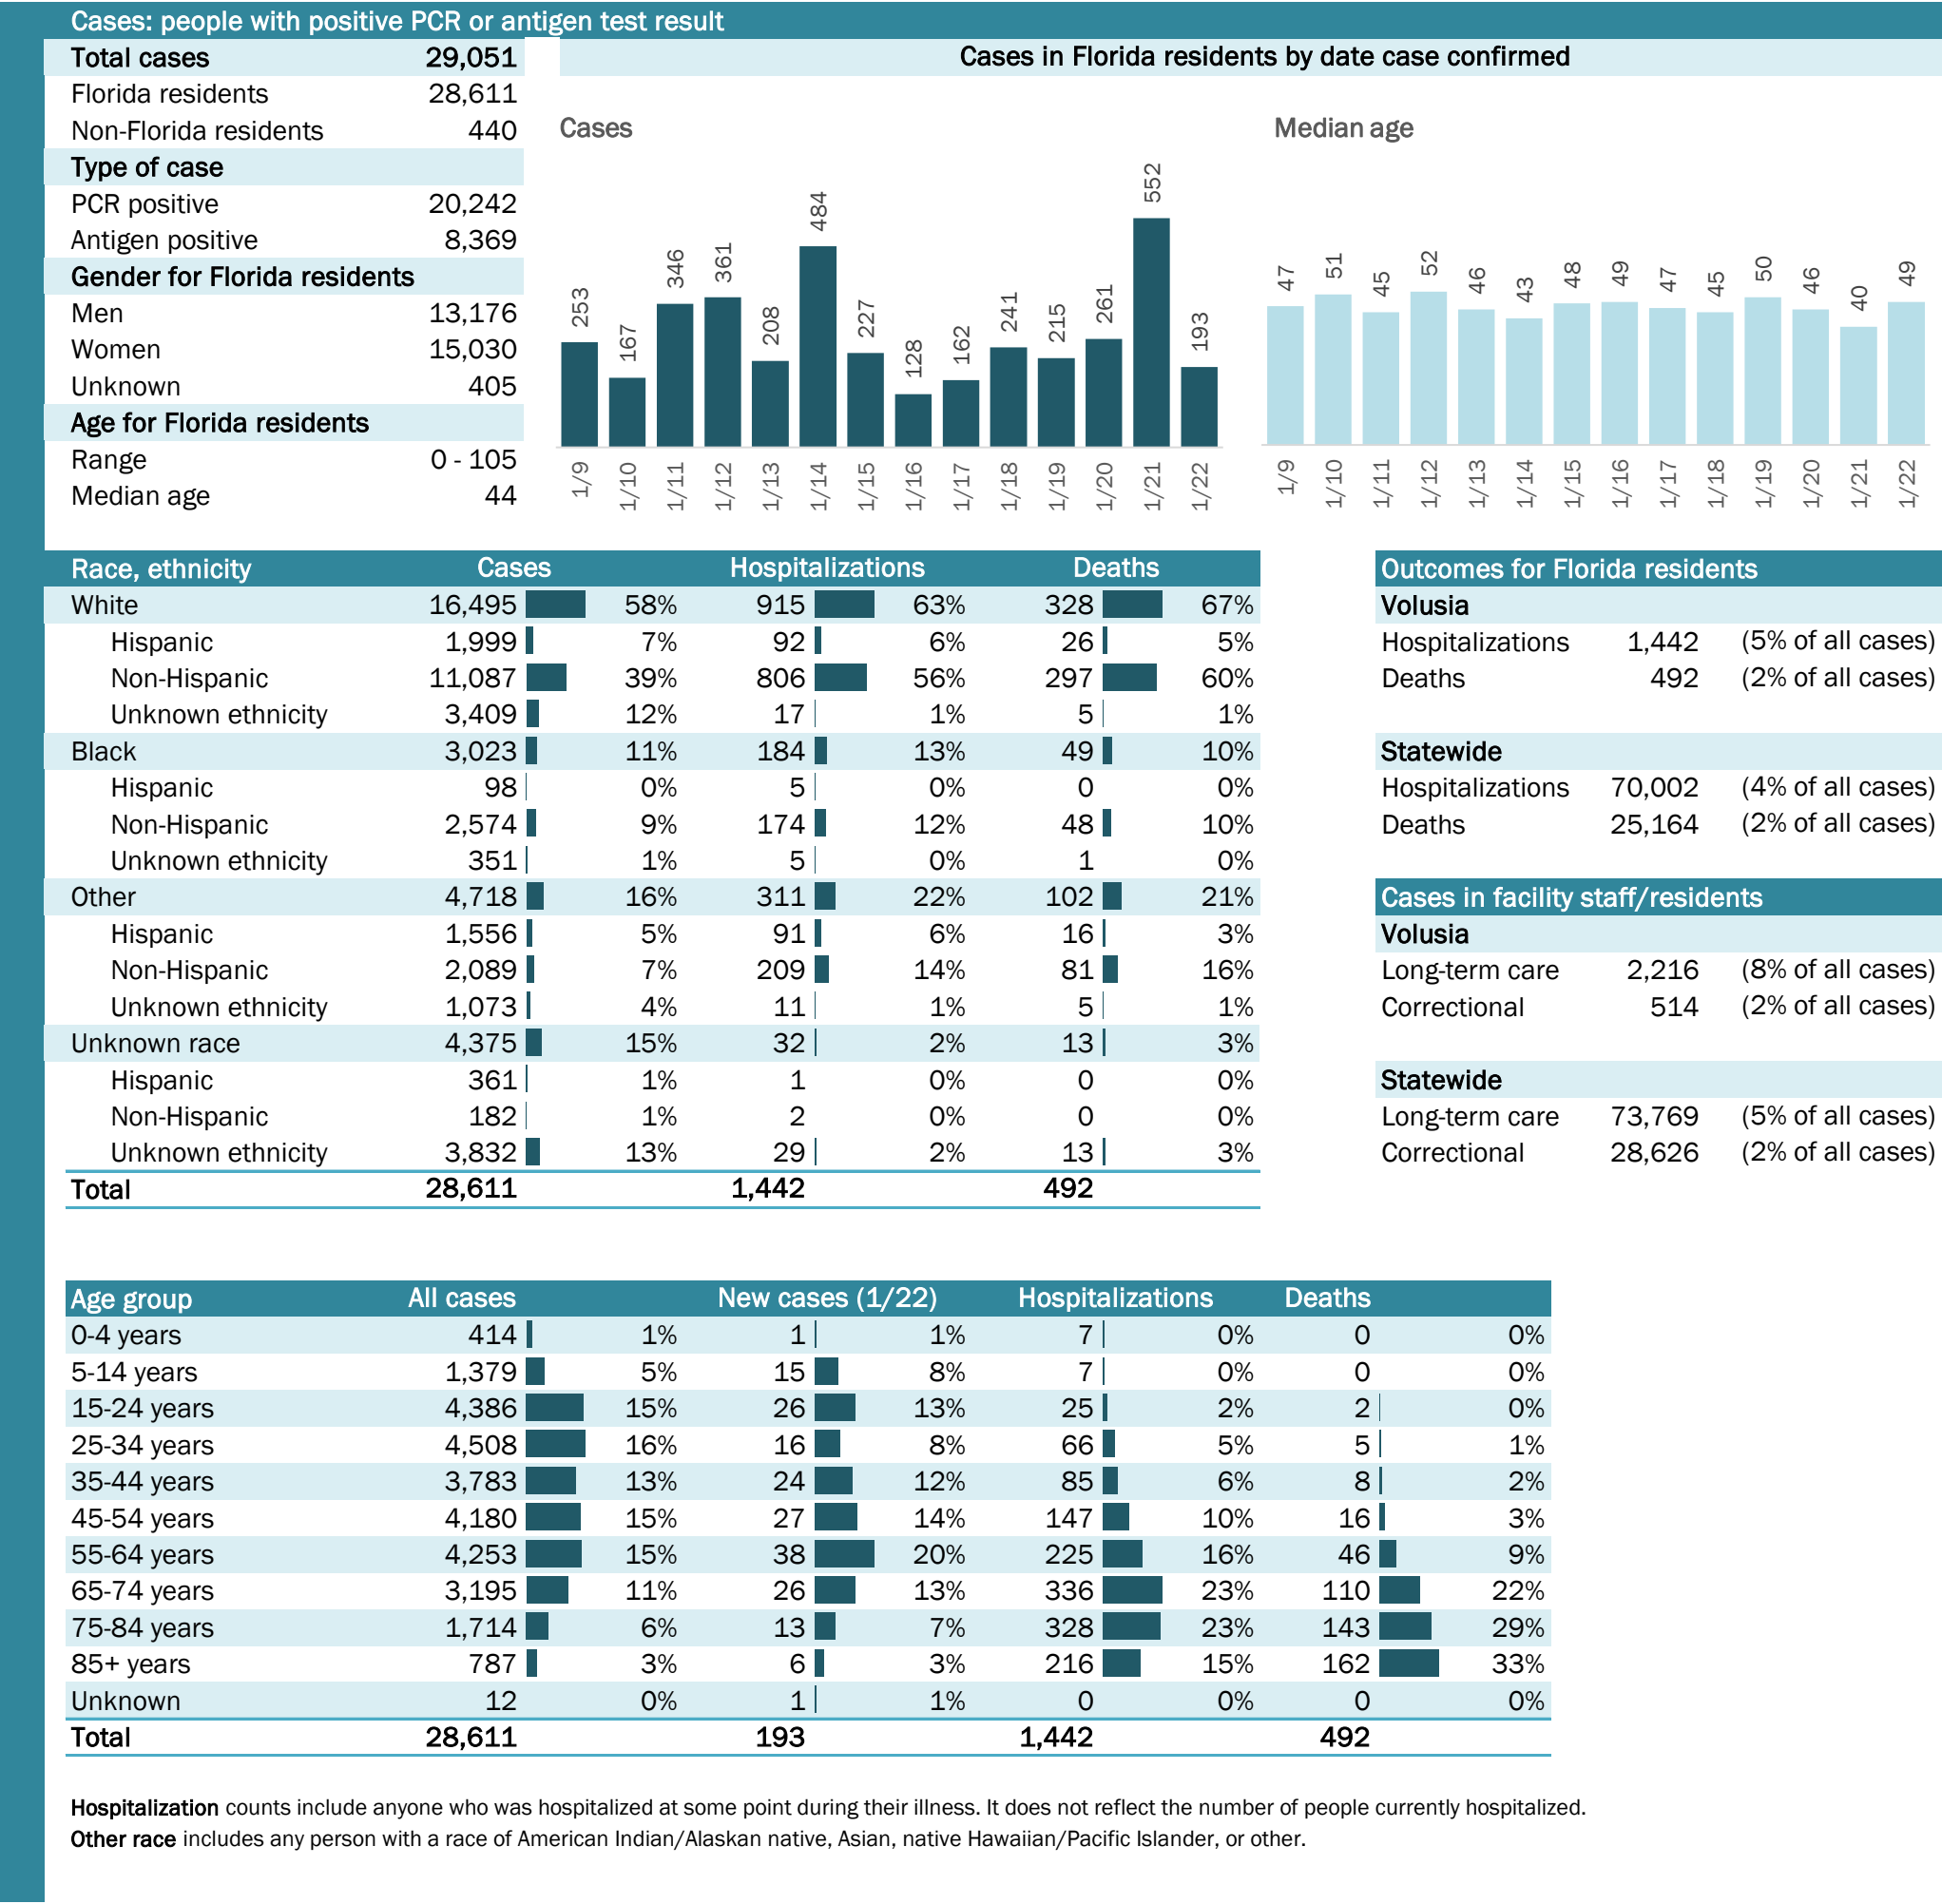 Cases: people with positive PCR or antigen test result
Total cases 29,051
Florida residents 28,611
Non-Florida residents 440
Type of case
PCR positive 20,242
Antigen positive 8,369
Gender for Florida residents
Men 13,176
Women 15,030
Unknown 405
Age for Florida residents
Range 0 - 105
Median age 44
Cases in Florida residents by date case confirmed
Cases
253 167 346 361 208 484 227 128 162 241 215 261 552 193
1/9 1/10 1/11 1/12 1/13 1/14 1/15 1/16 1/17 1/18 1/19 1/20 1/21 1/22
Median age
47 51 45 52 46 43 48 49 47 45 50 46 40 49
1/9 1/10 1/11 1/12 1/13 1/14 1/15 1/16 1/17 1/18 1/19 1/20 1/21 1/22
Race, ethnicity Cases Hospitalizations Deaths
White 16,495 58% 915 63% 328 67%
Hispanic 1,999 7% 92 6% 26 5%
Non-Hispanic 11,087 39% 806 56% 297 60%
Unknown ethnicity 3,409 12% 17 1% 5 1%
Black 3,023 11% 184 13% 49 10%
Hispanic 98 0% 5 0% 0 0%
Non-Hispanic 2,574 9% 174 12% 48 10%
Unknown ethnicity 351 1% 5 0% 1 0%
Other 4,718 16% 311 22% 102 21%
Hispanic 1,556 5% 91 6% 16 3%
Non-Hispanic 2,089 7% 209 14% 81 16%
Unknown ethnicity 1,073 4% 11 1% 5 1%
Unknown race 4,375 15% 32 2% 13 3%
Hispanic 361 1% 1 0% 0 0%
Non-Hispanic 182 1% 2 0% 0 0%
Unknown ethnicity 3,832 13% 29 2% 13 3%
Total 28,611 1,442 492
Outcomes for Florida residents
Volusia
Hospitalizations 1,442 (5% of all cases)
Deaths 492 (2% of all cases)
Statewide
Hospitalizations 70,002 (4% of all cases)
Deaths 25,164 (2% of all cases)
Cases in facility staff/residents
Volusia
Long-term care 2,216 (8% of all cases)
Correctional 514 (2% of all cases)
Statewide
Long-term care 73,769 (5% of all cases)
Correctional 28,626 (2% of all cases)
Age group All cases New cases (1/22) Hospitalizations Deaths
0-4 years 414 1% 1 1% 7 0% 0 0%
5-14 years 1,379 5% 15 8% 7 0% 0 0%
15-24 years 4,386 15% 26 13% 25 2% 2 0%
25-34 years 4,508 16% 16 8% 66 5% 5 1%
35-44 years 3,783 13% 24 12% 85 6% 8 2%
45-54 years 4,180 15% 27 14% 147 10% 16 3%
55-64 years 4,253 15% 38 20% 225 16% 46 9%
65-74 years 3,195 11% 26 13% 336 23% 110 22%
75-84 years 1,714 6% 13 7% 328 23% 143 29%
85+ years 787 3% 6 3% 216 15% 162 33%
Unknown 12 0% 1 1% 0 0% 0 0%
Total 28,611 193 1,442 492
Hospitalization counts include anyone who was hospitalized at some point during their illness. It does not reflect the number of people currently hospitalized.
Other race includes any person with a race of American Indian/Alaskan native, Asian, native Hawaiian/Pacific Islander, or other.